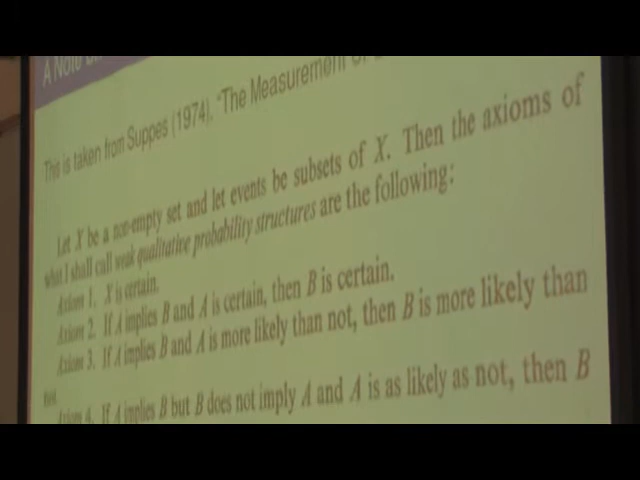 A Note
This is taken from Suppes (1974), "The Measurement
Let X be a non-empty set and let events be subsets of X. Then the axioms of
what I shall call weak qualitative probability structures are the following:
Axiom 1. X is certain.
Axiom 2. If A implies B and A is certain, then B is certain.
Axiom 3. If A implies B and A is more likely than not, then B is more likely than
not.
Axiom 4. If A implies B but B does not imply A and A is as likely as not, then B